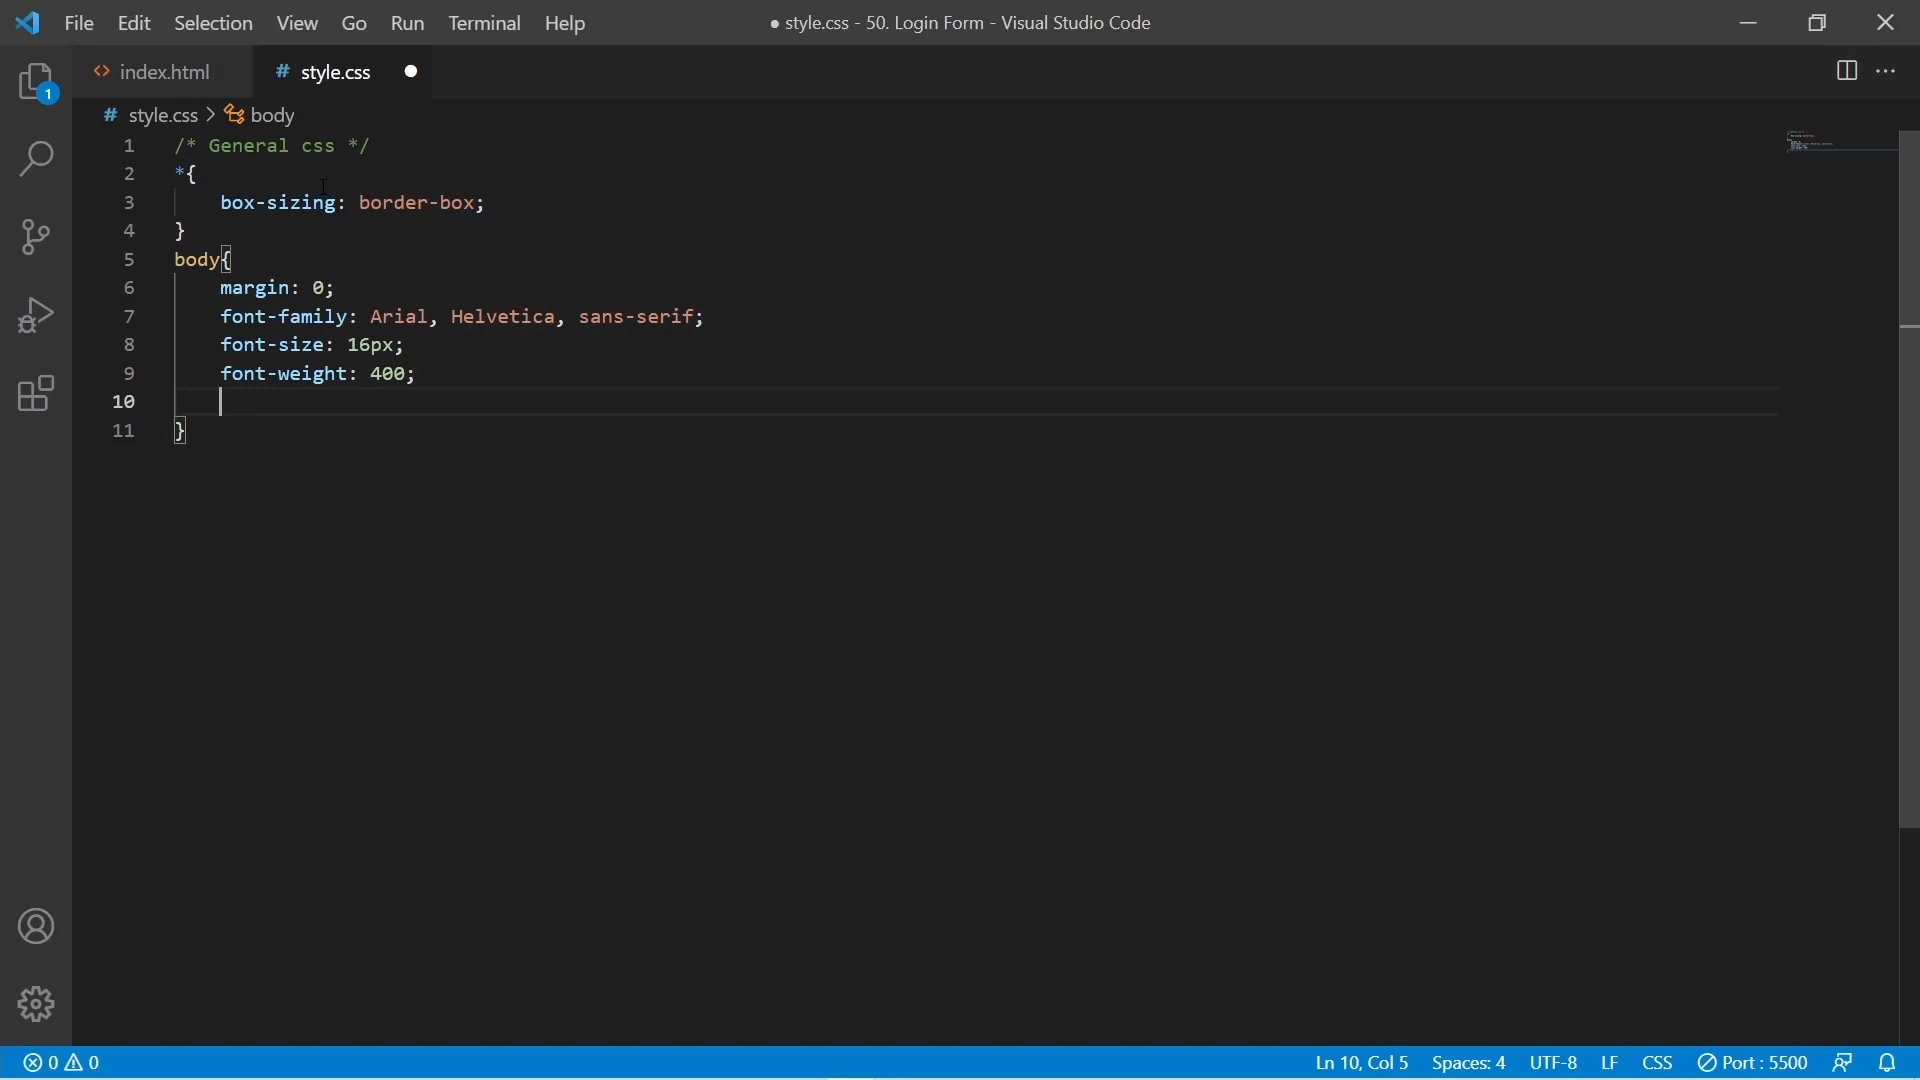 File Edit Selection View Go Run Terminal Help ● style.css - 50. Login Form - Visual Studio Code
1 <> index.html # style.css ●
# style.css > body
1 /* General css */
2 *{
3 box-sizing: border-box;
4 }
5 body{
6 margin: 0;
7 font-family: Arial, Helvetica, sans-serif;
8 font-size: 16px;
9 font-weight: 400;
10
11 }
0 0 Ln 10, Col 5 Spaces: 4 UTF-8 LF CSS Port : 5500